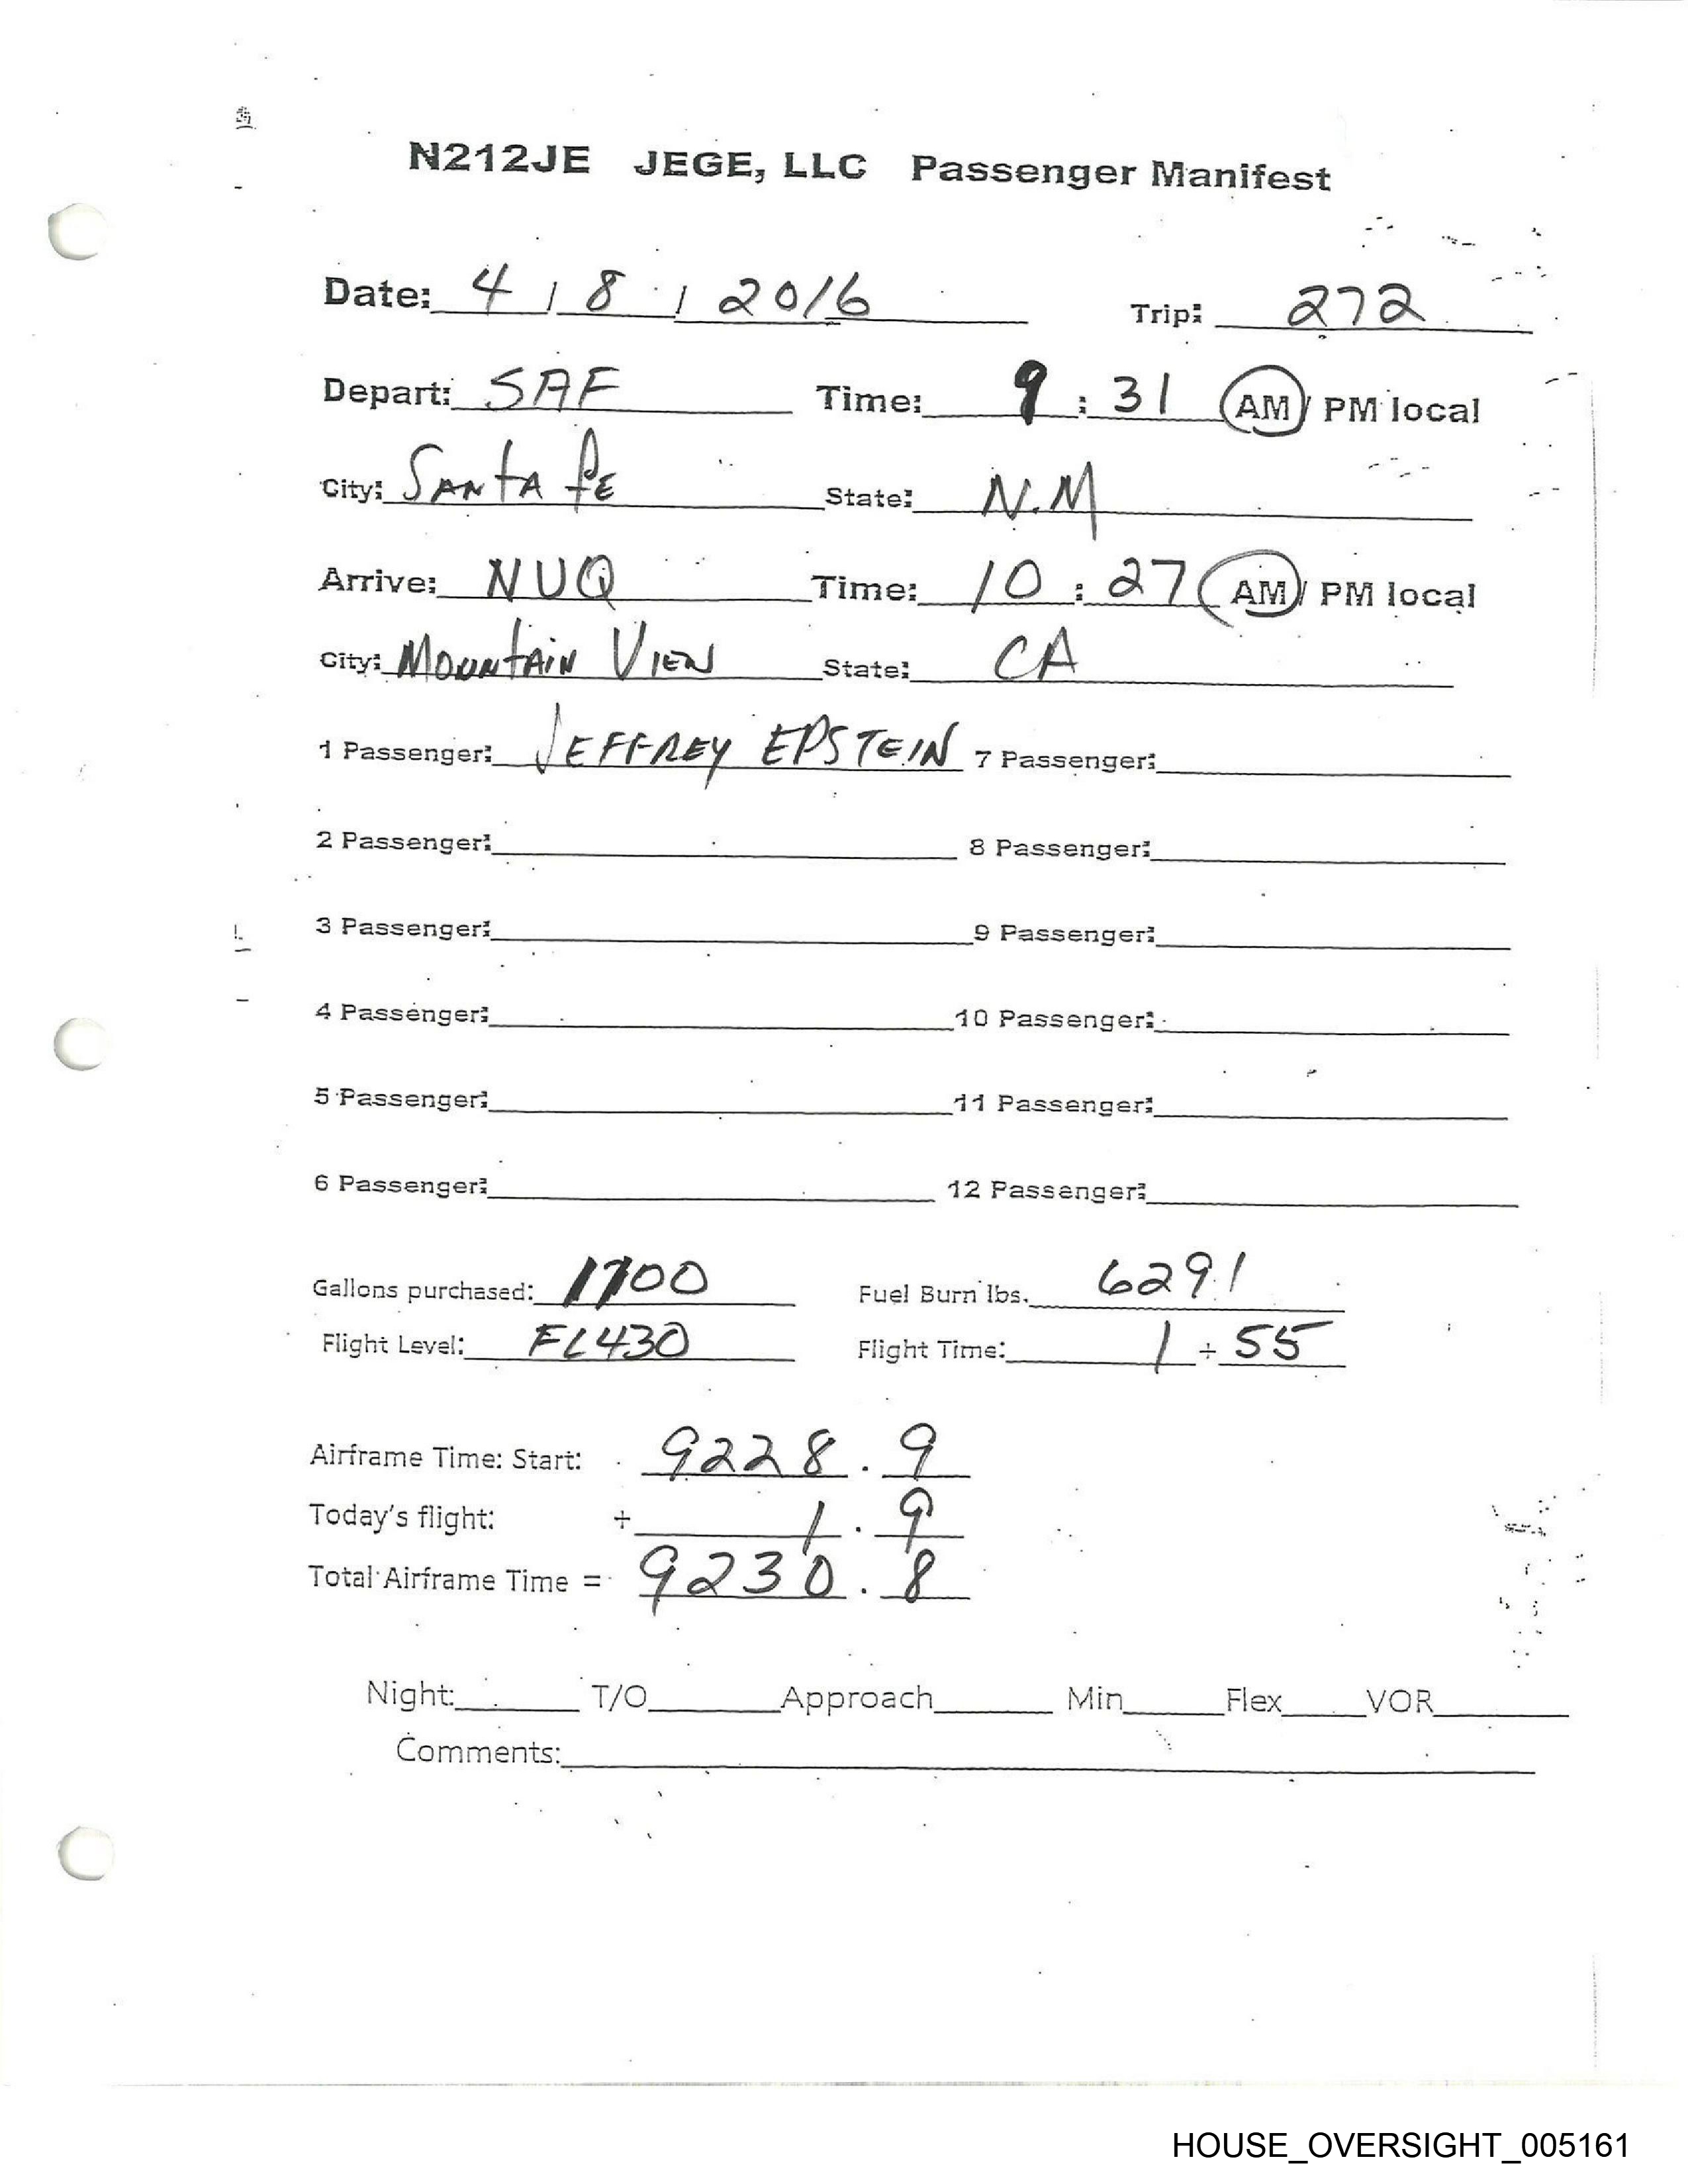 N212JE JEGE, LLC Passenger Manifest
Date: 4 / 8 / 2016 Trip: 272
Depart: SAF Time: 9 : 31 AM / PM local
City: SANTA FE State: N.M
Arrive: NUQ Time: 10 : 27 AM / PM local
City: MOUNTAIN VIEW State: CA
1 Passenger: JEFFREY EPSTEIN 7 Passenger:
2 Passenger: 8 Passenger:
3 Passenger: 9 Passenger:
4 Passenger: 10 Passenger:
5 Passenger: 11 Passenger:
6 Passenger: 12 Passenger:
Gallons purchased: 1700 Fuel Burn lbs. 6291
Flight Level: FL430 Flight Time: 1 + 55
Airframe Time: Start: 9228 . 9
Today's flight: + 1 . 9
Total Airframe Time = 9230 . 8
Night: T/O Approach Min Flex VOR
Comments:
HOUSE_OVERSIGHT_005161